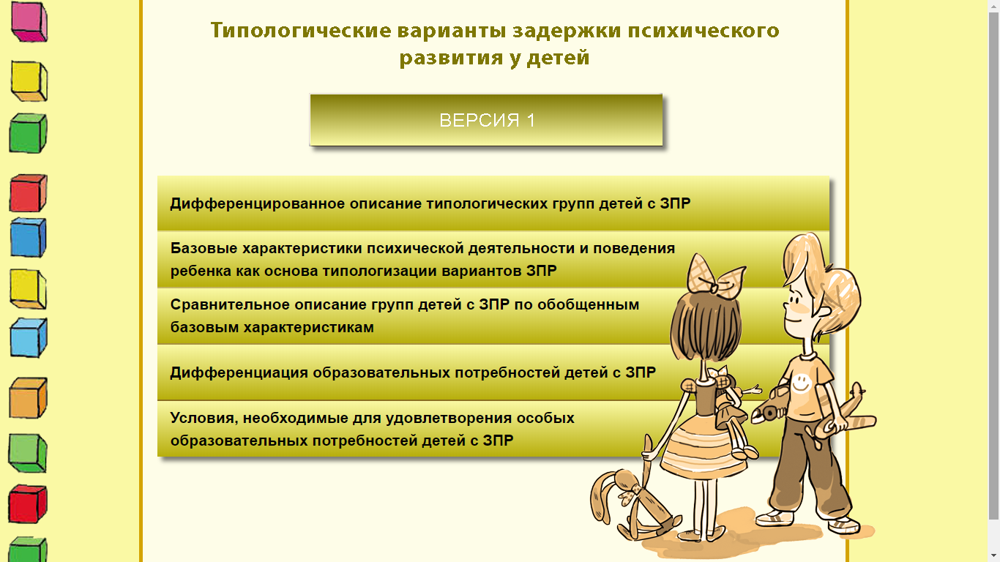 Типологические варианты задержки психического
развития у детей
ВЕРСИЯ 1
Дифференцированное описание типологических групп детей с ЗПР
Базовые характеристики психической деятельности и поведения
ребенка как основа типологизации вариантов ЗПР
Сравнительное описание групп детей с ЗПР по обобщенным
базовым характеристикам
Дифференциация образовательных потребностей детей с ЗПР
Условия, необходимые для удовлетворения особых
образовательных потребностей детей с ЗПР